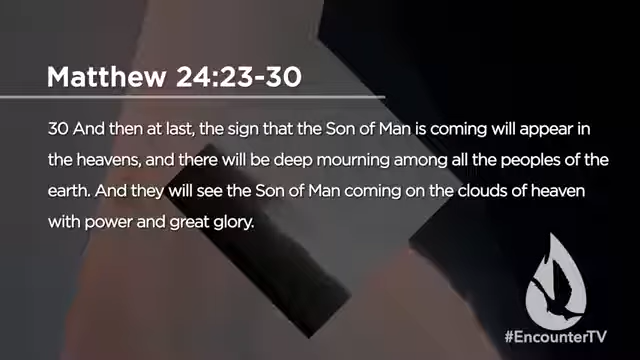 Matthew 24:23-30
30 And then at last, the sign that the Son of Man is coming will appear in
the heavens, and there will be deep mourning among all the peoples of the
earth. And they will see the Son of Man coming on the clouds of heaven
with power and great glory.
#EncounterTV